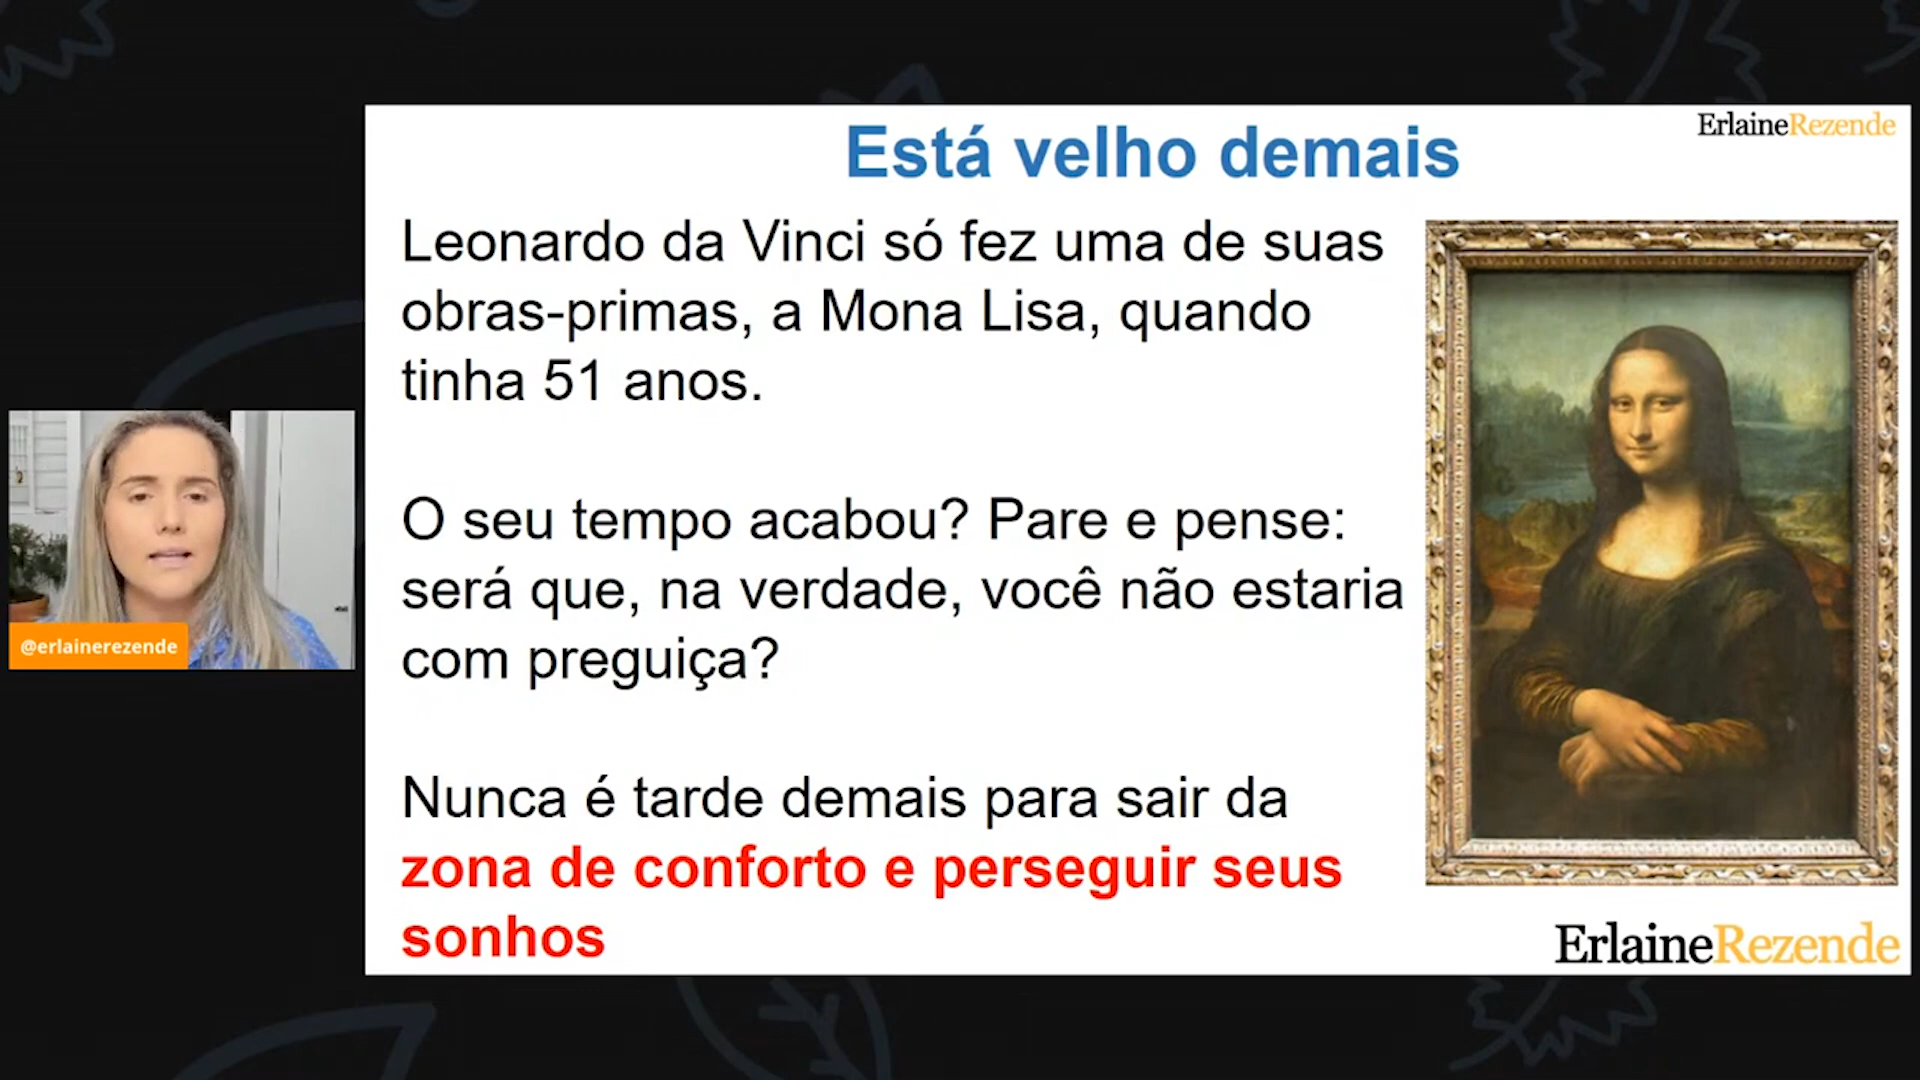 ErlaineRezende
Está velho demais
Leonardo da Vinci só fez uma de suas
obras-primas, a Mona Lisa, quando
tinha 51 anos.
O seu tempo acabou? Pare e pense:
será que, na verdade, você não estaria
com preguiça?
Nunca é tarde demais para sair da
zona de conforto e perseguir seus
sonhos
@erlainerezende
ErlaineRezende